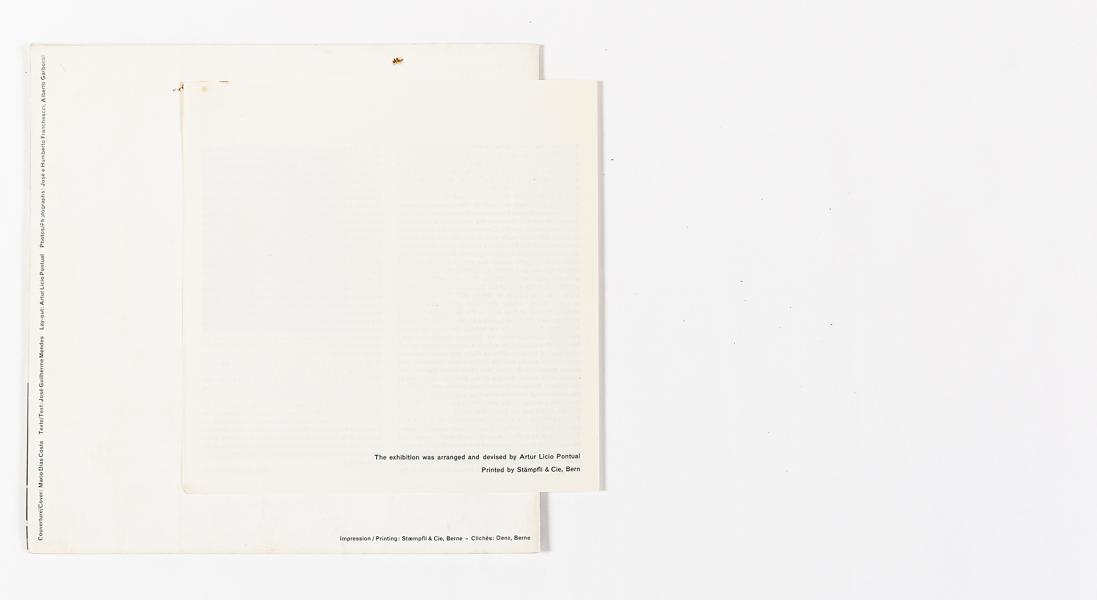 Couverture/Cover: Mario Dias Costa Texte/Text: José Guilherme Mendes Lay-out: Artur Licio Pontual Photos/Photographs: José e Humberto Franchescci, Alberto Garbocci
The exhibition was arranged and devised by Artur Licio Pontual
Printed by Stämpfli & Cie, Bern
Impression / Printing: Stæmpfli & Cie, Berne – Clichés: Denz, Berne